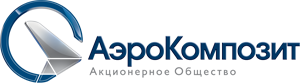 АэроКомпозит
Акционерное Общество